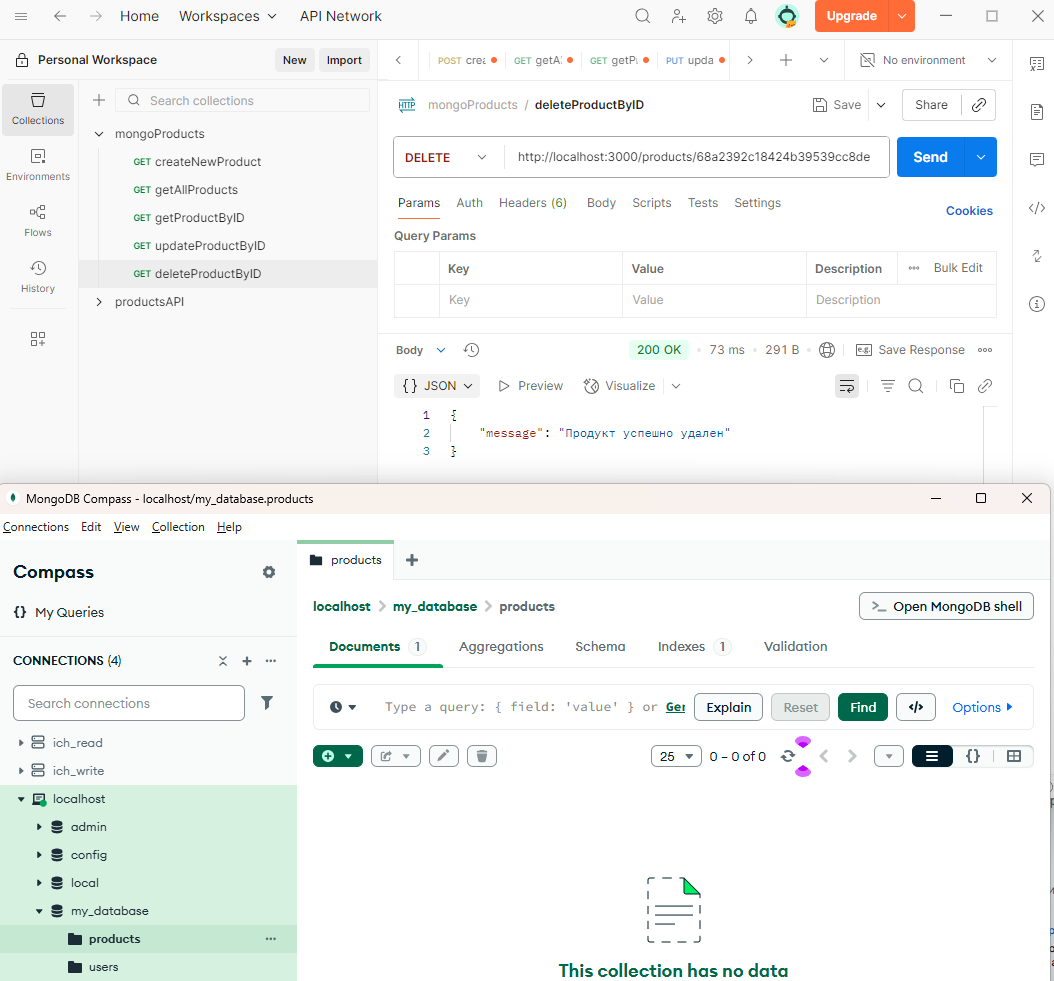 Home Workspaces API Network Upgrade
Personal Workspace New Import POST crea GET getA GET getP PUT upda No environment
Collections
Environments
Flows
History
Search collections
mongoProducts
GET createNewProduct
GET getAllProducts
GET getProductByID
GET updateProductByID
GET deleteProductByID
productsAPI
HTTP mongoProducts / deleteProductByID Save Share
DELETE http://localhost:3000/products/68a2392c18424b39539cc8de Send
Params Auth Headers (6) Body Scripts Tests Settings
Cookies
Query Params
Key Value Description Bulk Edit
Key Value Description
Body 200 OK 73 ms 291 B e.g. Save Response
{} JSON Preview Visualize
1 {
2 "message": "Продукт успешно удален"
3 }
MongoDB Compass - localhost/my_database.products
Connections Edit View Collection Help
Compass
{} My Queries
CONNECTIONS (4)
Search connections
ich_read
ich_write
localhost
admin
config
local
my_database
products
users
products
localhost > my_database > products
Open MongoDB shell
Documents 1 Aggregations Schema Indexes 1 Validation
Type a query: { field: 'value' } or Ger Explain Reset Find </> Options
25 0 – 0 of 0 {}
This collection has no data